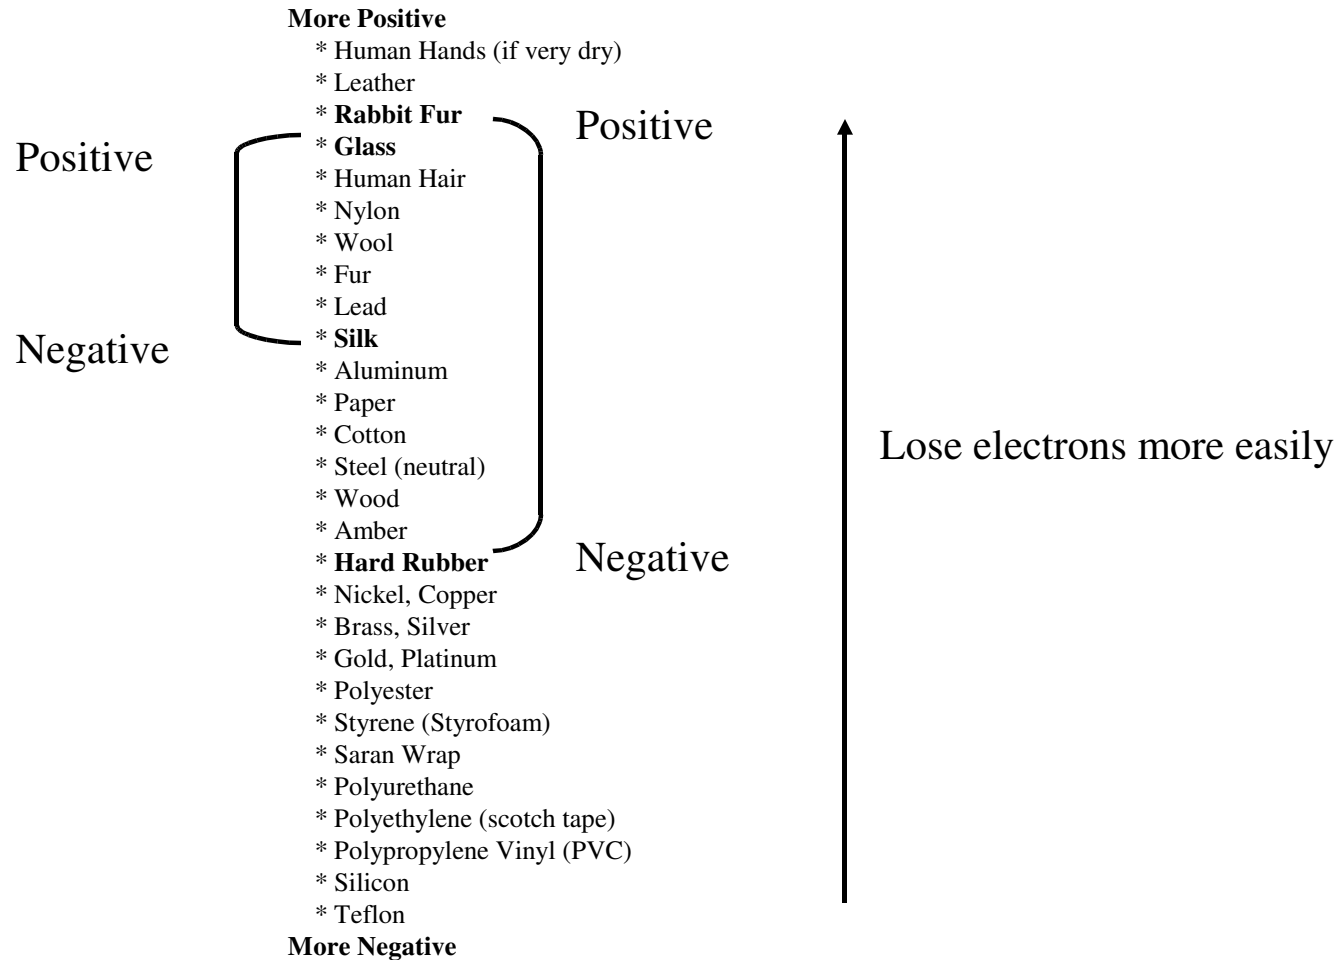 More Positive
* Human Hands (if very dry)
* Leather
* Rabbit Fur
* Glass
* Human Hair
* Nylon
* Wool
* Fur
* Lead
* Silk
* Aluminum
* Paper
* Cotton
* Steel (neutral)
* Wood
* Amber
* Hard Rubber
* Nickel, Copper
* Brass, Silver
* Gold, Platinum
* Polyester
* Styrene (Styrofoam)
* Saran Wrap
* Polyurethane
* Polyethylene (scotch tape)
* Polypropylene Vinyl (PVC)
* Silicon
* Teflon
More Negative
Positive
Negative
Positive
Negative
Lose electrons more easily